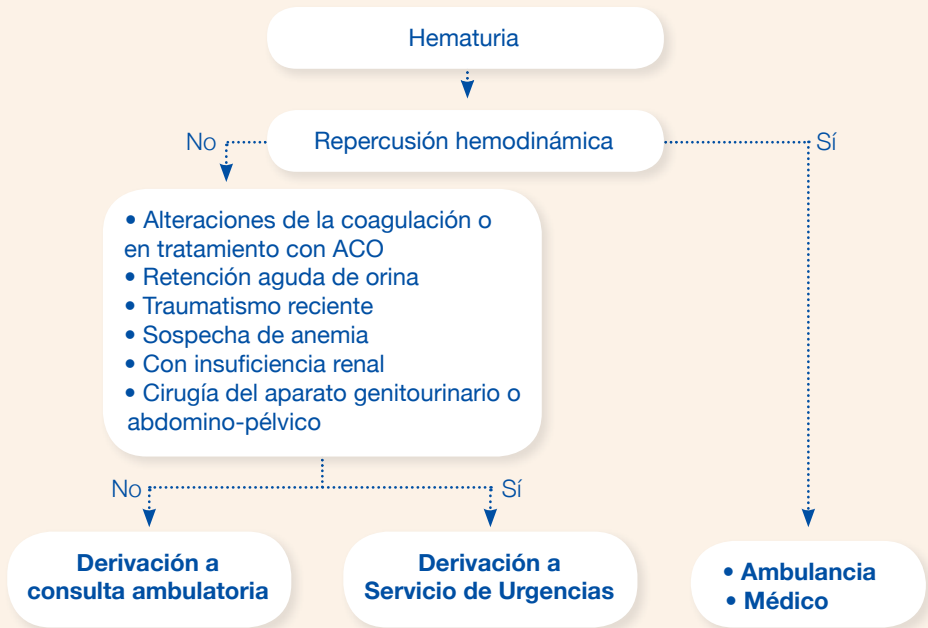 Hematuria
No
Repercusión hemodinámica
Sí
• Alteraciones de la coagulación o
en tratamiento con ACO
• Retención aguda de orina
• Traumatismo reciente
• Sospecha de anemia
• Con insuficiencia renal
• Cirugía del aparato genitourinario o
abdomino-pélvico
No
Sí
Derivación a
consulta ambulatoria
Derivación a
Servicio de Urgencias
• Ambulancia
• Médico